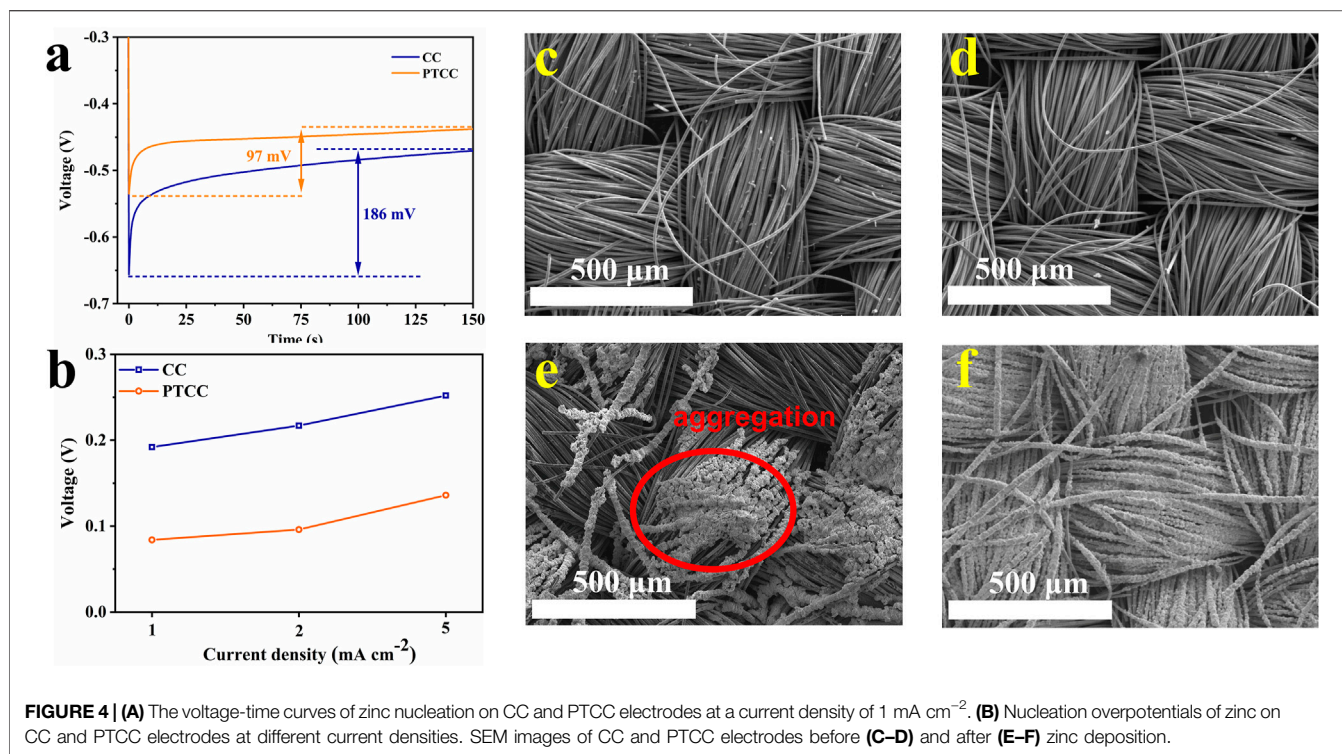 a
-0.3
-0.4
-0.5
-0.6
-0.7
Voltage (V)
CC
PTCC
97 mV
186 mV
0 25 50 75 100 125 150
Time (s)
b
0.3
0.2
0.1
0.0
Voltage (V)
CC
PTCC
1 2 5
Current density (mA cm⁻²)
c
500 µm
d
500 µm
e
aggregation
500 µm
f
500 µm
FIGURE 4 | (A) The voltage-time curves of zinc nucleation on CC and PTCC electrodes at a current density of 1 mA cm⁻². (B) Nucleation overpotentials of zinc on
CC and PTCC electrodes at different current densities. SEM images of CC and PTCC electrodes before (C–D) and after (E–F) zinc deposition.